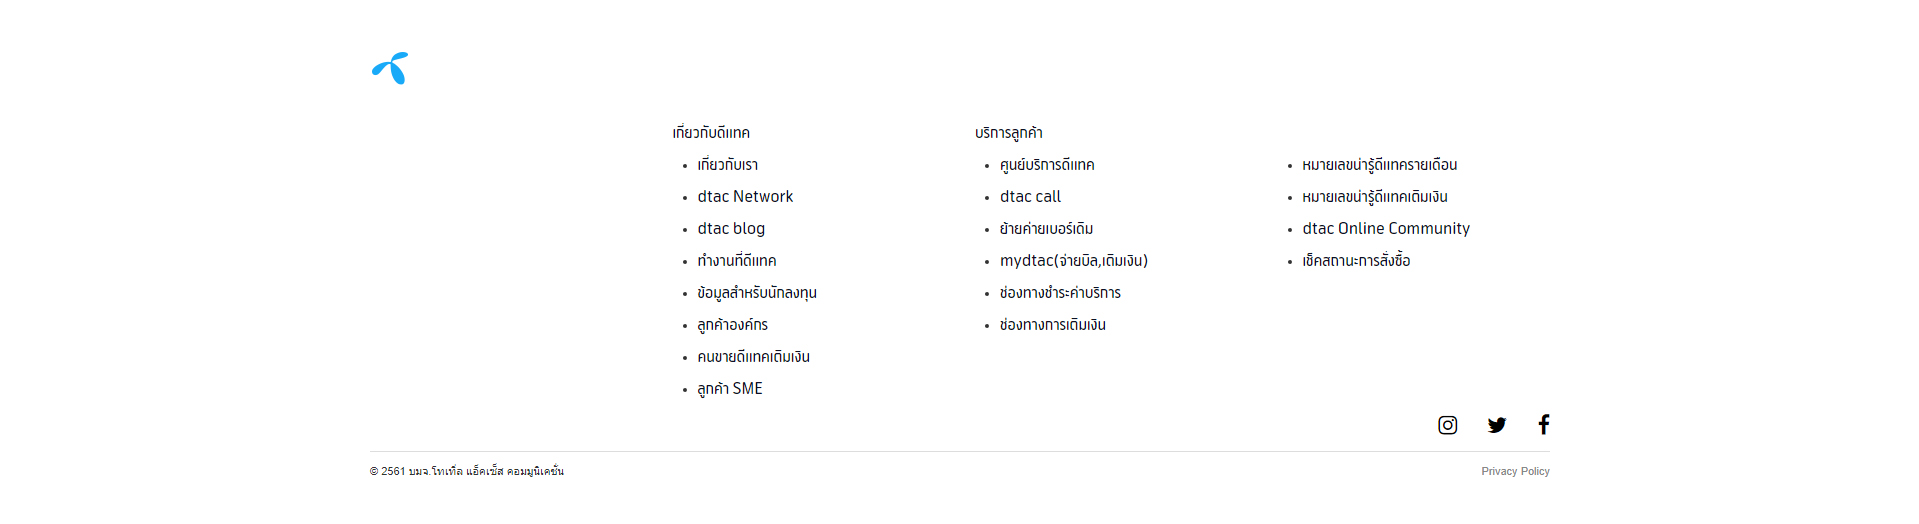 เกี่ยวกับดีแทค
เกี่ยวกับเรา
dtac Network
dtac blog
ทำงานที่ดีแทค
ข้อมูลสำหรับนักลงทุน
ลูกค้าองค์กร
คนขายดีแทคเติมเงิน
ลูกค้า SME
บริการลูกค้า
ศูนย์บริการดีแทค
dtac call
ย้ายค่ายเบอร์เดิม
mydtac(จ่ายบิล,เติมเงิน)
ช่องทางชำระค่าบริการ
ช่องทางการเติมเงิน
หมายเลขน่ารู้ดีแทครายเดือน
หมายเลขน่ารู้ดีแทคเติมเงิน
dtac Online Community
เช็คสถานะการสั่งซื้อ
© 2561 บมจ.โทเทิ่ล แอ็คเซ็ส คอมมูนิเคชั่น
Privacy Policy